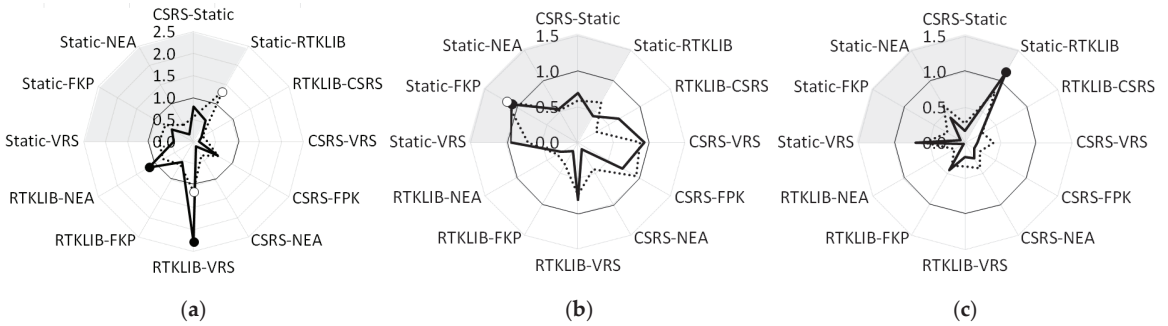 CSRS-Static
2.5
2.0
1.5
1.0
0.5
0.0
Static-RTKLIB
RTKLIB-CSRS
CSRS-VRS
CSRS-FPK
CSRS-NEA
RTKLIB-VRS
RTKLIB-FKP
RTKLIB-NEA
Static-VRS
Static-FKP
Static-NEA
(a)
CSRS-Static
1.5
1.0
0.5
0.0
Static-RTKLIB
RTKLIB-CSRS
CSRS-VRS
CSRS-FPK
CSRS-NEA
RTKLIB-VRS
RTKLIB-FKP
RTKLIB-NEA
Static-VRS
Static-FKP
Static-NEA
(b)
CSRS-Static
1.5
1.0
0.5
0.0
Static-RTKLIB
RTKLIB-CSRS
CSRS-VRS
CSRS-FPK
CSRS-NEA
RTKLIB-VRS
RTKLIB-FKP
RTKLIB-NEA
Static-VRS
Static-FKP
Static-NEA
(c)